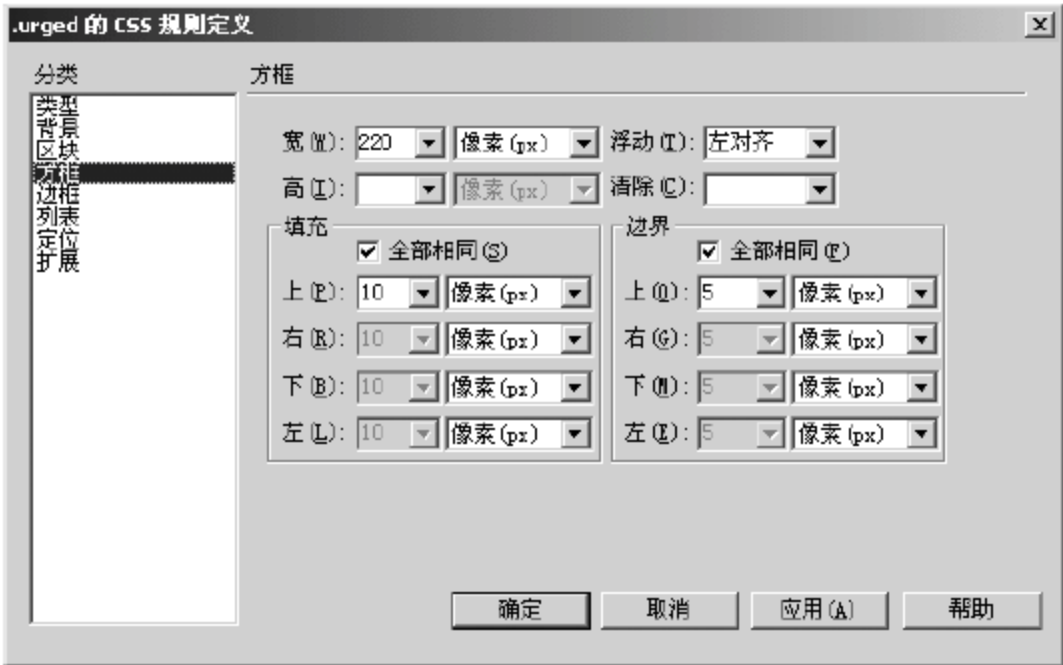 .urged 的 CSS 规则定义
分类
类型
背景
区块
方框
边框
列表
定位
扩展
方框
宽(W): 220 像素(px) 浮动(T): 左对齐
高(I): 像素(px) 清除(C):
填充
全部相同(S)
上(P): 10 像素(px)
右(R): 10 像素(px)
下(B): 10 像素(px)
左(L): 10 像素(px)
边界
全部相同(F)
上(O): 5 像素(px)
右(G): 5 像素(px)
下(M): 5 像素(px)
左(E): 5 像素(px)
确定 取消 应用(A) 帮助